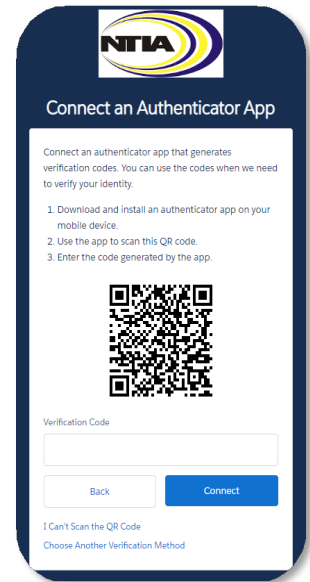 NTIA
Connect an Authenticator App
Connect an authenticator app that generates
verification codes. You can use the codes when we need
to verify your identity.
1. Download and install an authenticator app on your
mobile device.
2. Use the app to scan this QR code.
3. Enter the code generated by the app.
Verification Code
Back
Connect
I Can't Scan the QR Code
Choose Another Verification Method